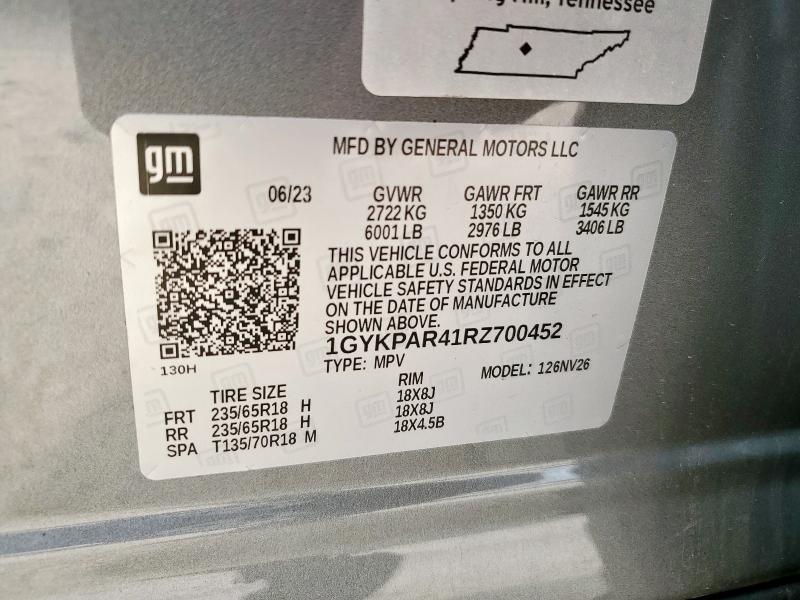 Hill, Tennessee
gm
MFD BY GENERAL MOTORS LLC
06/23 GVWR GAWR FRT GAWR RR
2722 KG 1350 KG 1545 KG
6001 LB 2976 LB 3406 LB
THIS VEHICLE CONFORMS TO ALL
APPLICABLE U.S. FEDERAL MOTOR
VEHICLE SAFETY STANDARDS IN EFFECT
ON THE DATE OF MANUFACTURE
SHOWN ABOVE.
1GYKPAR41RZ700452
130H
TYPE: MPV MODEL: 126NV26
TIRE SIZE RIM
FRT 235/65R18 H 18X8J
RR 235/65R18 H 18X8J
SPA T135/70R18 M 18X4.5B